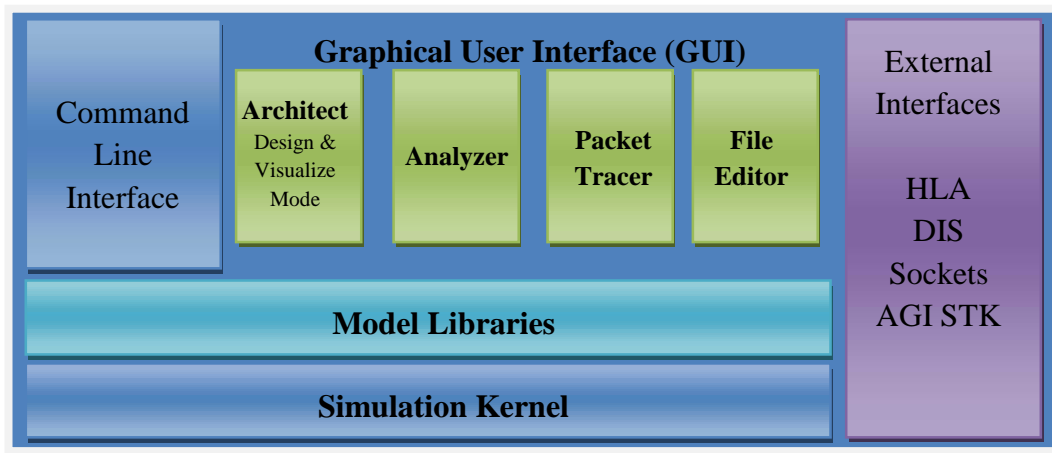 Command
Line
Interface
Graphical User Interface (GUI)
Architect
Design &
Visualize
Mode
Analyzer
Packet
Tracer
File
Editor
External
Interfaces
HLA
DIS
Sockets
AGI STK
Model Libraries
Simulation Kernel